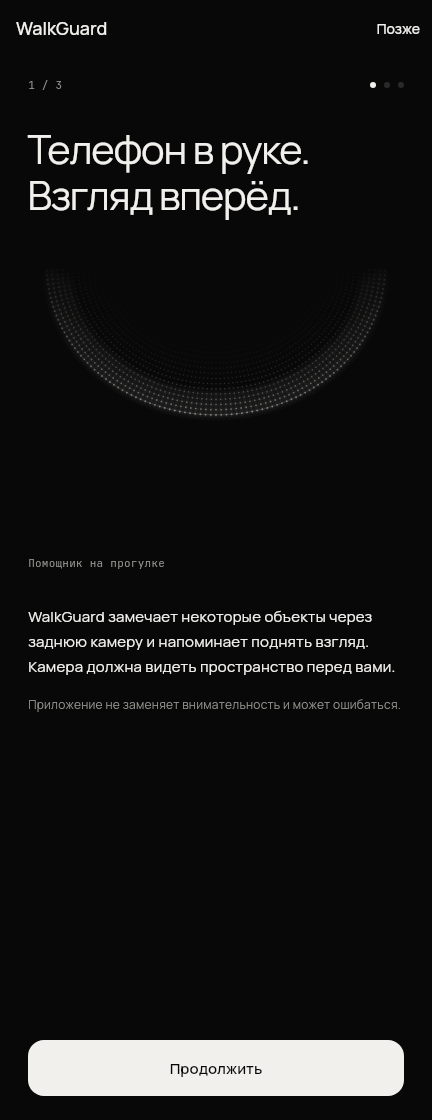 WalkGuard
Позже
1 / 3
Телефон в руке.
Взгляд вперёд.
Помощник на прогулке
WalkGuard замечает некоторые объекты через
заднюю камеру и напоминает поднять взгляд.
Камера должна видеть пространство перед вами.
Приложение не заменяет внимательность и может ошибаться.
Продолжить